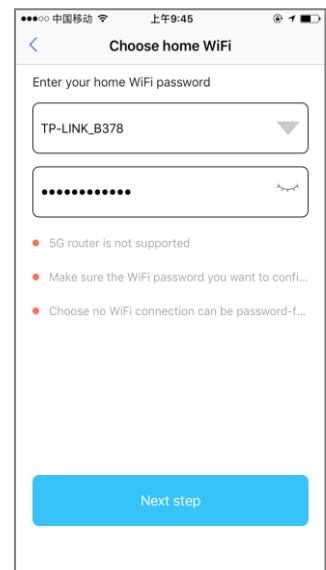 中国移动 上午9:45
Choose home WiFi
Enter your home WiFi password
TP-LINK_B378
●●●●●●●●●●●●
5G router is not supported
Make sure the WiFi password you want to confi...
Choose no WiFi connection can be password-f...
Next step